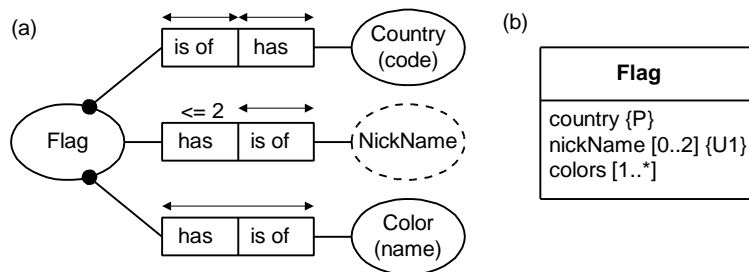 (a)
is of has
Country
(code)
<= 2
Flag
has is of
NickName
has is of
Color
(name)
(b)
Flag
country {P}
nickName [0..2] {U1}
colors [1..*]